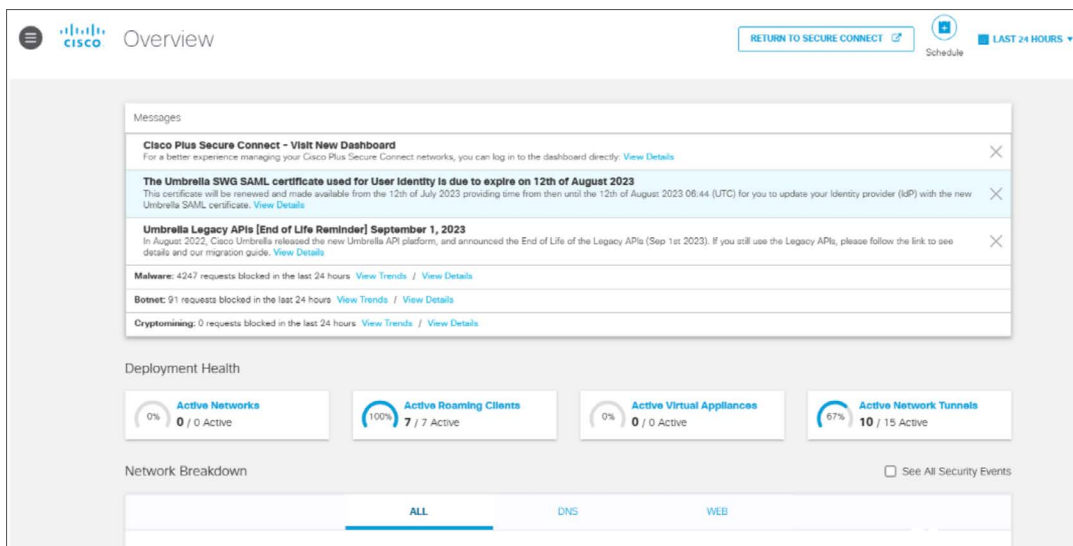 CISCO
Overview
RETURN TO SECURE CONNECT
Schedule
LAST 24 HOURS
Messages
Cisco Plus Secure Connect - Visit New Dashboard
For a better experience managing your Cisco Plus Secure Connect networks, you can log in to the dashboard directly: View Details
The Umbrella SWG SAML certificate used for User Identity is due to expire on 12th of August 2023
This certificate will be renewed and made available from the 12th of July 2023 providing time from then until the 12th of August 2023 06:44 (UTC) for you to update your Identity provider (IdP) with the new
Umbrella SAML certificate. View Details
Umbrella Legacy APIs [End of Life Reminder] September 1, 2023
In August 2022, Cisco Umbrella released the new Umbrella API platform, and announced the End of Life of the Legacy APIs (Sep 1st 2023). If you still use the Legacy APIs, please follow the link to see
details and our migration guide. View Details
Malware: 4247 requests blocked in the last 24 hours View Trends / View Details
Botnet: 91 requests blocked in the last 24 hours View Trends / View Details
Cryptomining: 0 requests blocked in the last 24 hours View Trends / View Details
Deployment Health
0%
Active Networks
0 / 0 Active
100%
Active Roaming Clients
7 / 7 Active
0%
Active Virtual Appliances
0 / 0 Active
67%
Active Network Tunnels
10 / 15 Active
Network Breakdown
See All Security Events
ALL DNS WEB